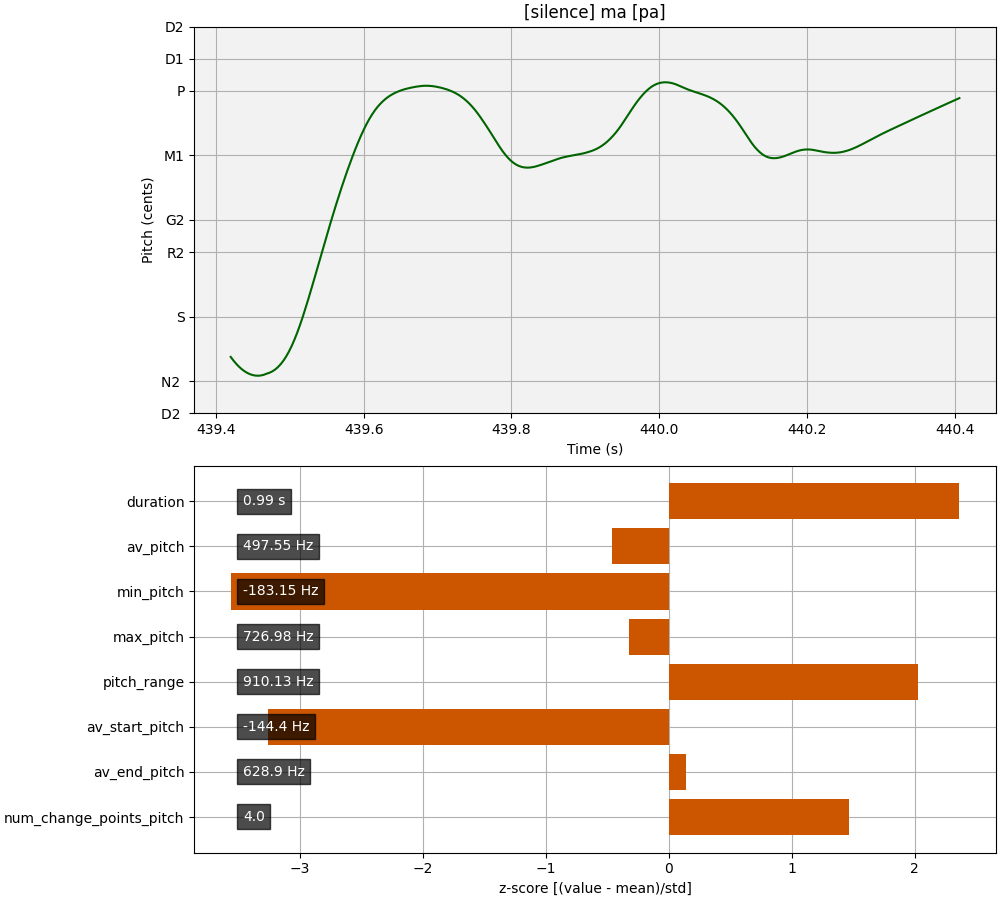 [silence] ma [pa]
D2
D1
P
M1
G2
R2
S
N2
D2
Pitch (cents)
439.4 439.6 439.8 440.0 440.2 440.4
Time (s)
duration 0.99 s
av_pitch 497.55 Hz
min_pitch -183.15 Hz
max_pitch 726.98 Hz
pitch_range 910.13 Hz
av_start_pitch -144.4 Hz
av_end_pitch 628.9 Hz
num_change_points_pitch 4.0
−3 −2 −1 0 1 2
z-score [(value - mean)/std]